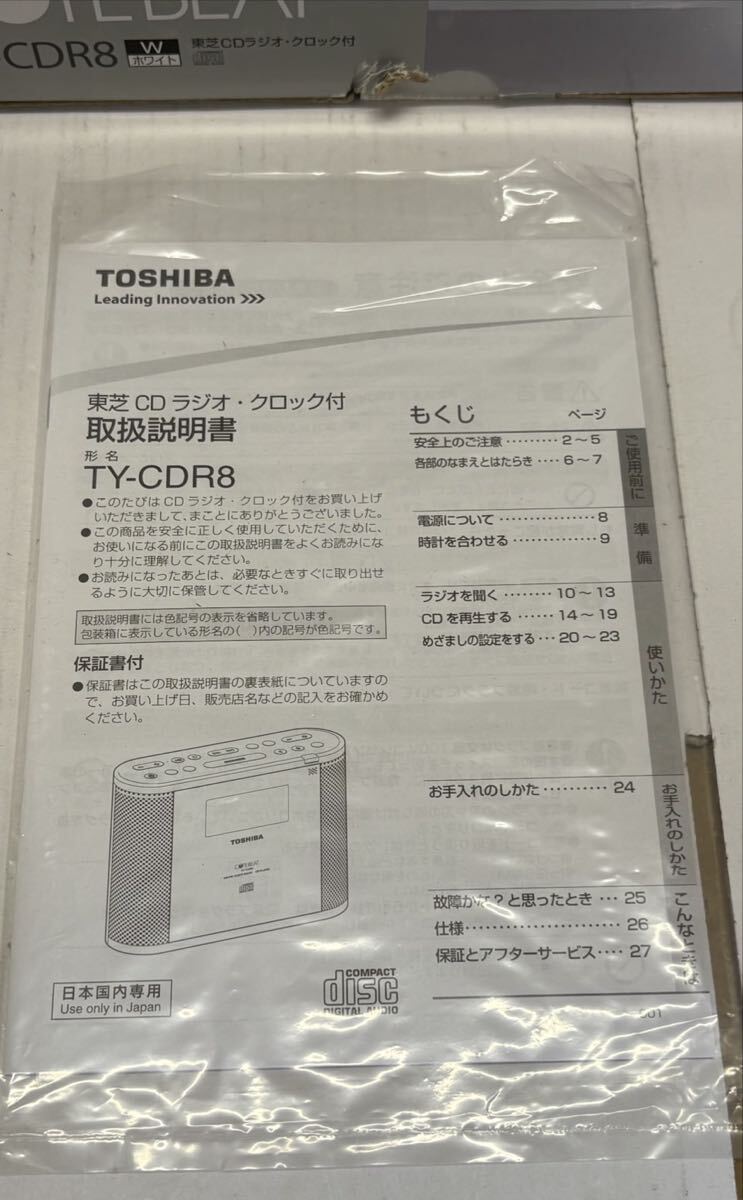 CDR8 W ホワイト 東芝CDラジオ・クロック付
TOSHIBA
Leading Innovation >>>
東芝 CD ラジオ・クロック付
取扱説明書
形名
TY-CDR8
●このたびは CD ラジオ・クロック付をお買い上げ
いただきまして、まことにありがとうございました。
●この商品を安全に正しく使用していただくために、
お使いになる前にこの取扱説明書をよくお読みにな
り十分に理解してください。
●お読みになったあとは、必要なときすぐに取り出せ
るように大切に保管してください。
取扱説明書には色記号の表示を省略しています。
包装箱に表示している形名の( )内の記号が色記号です。
保証書付
●保証書はこの取扱説明書の裏表紙についていますの
で、お買い上げ日、販売店名などの記入をお確かめ
ください。
TOSHIBA
日本国内専用
Use only in Japan
COMPACT
disc
DIGITAL AUDIO
もくじ ページ
安全上のご注意 ········· 2～5
各部のなまえとはたらき ···· 6～7
ご使用前に
電源について ··············· 8
時計を合わせる ············· 9
準備
ラジオを聞く ········ 10～13
CDを再生する ······· 14～19
めざましの設定をする ··· 20～23
使いかた
お手入れのしかた ·········· 24
お手入れのしかた
故障かな?と思ったとき ··· 25
仕様······················· 26
保証とアフターサービス···· 27
こんなときは